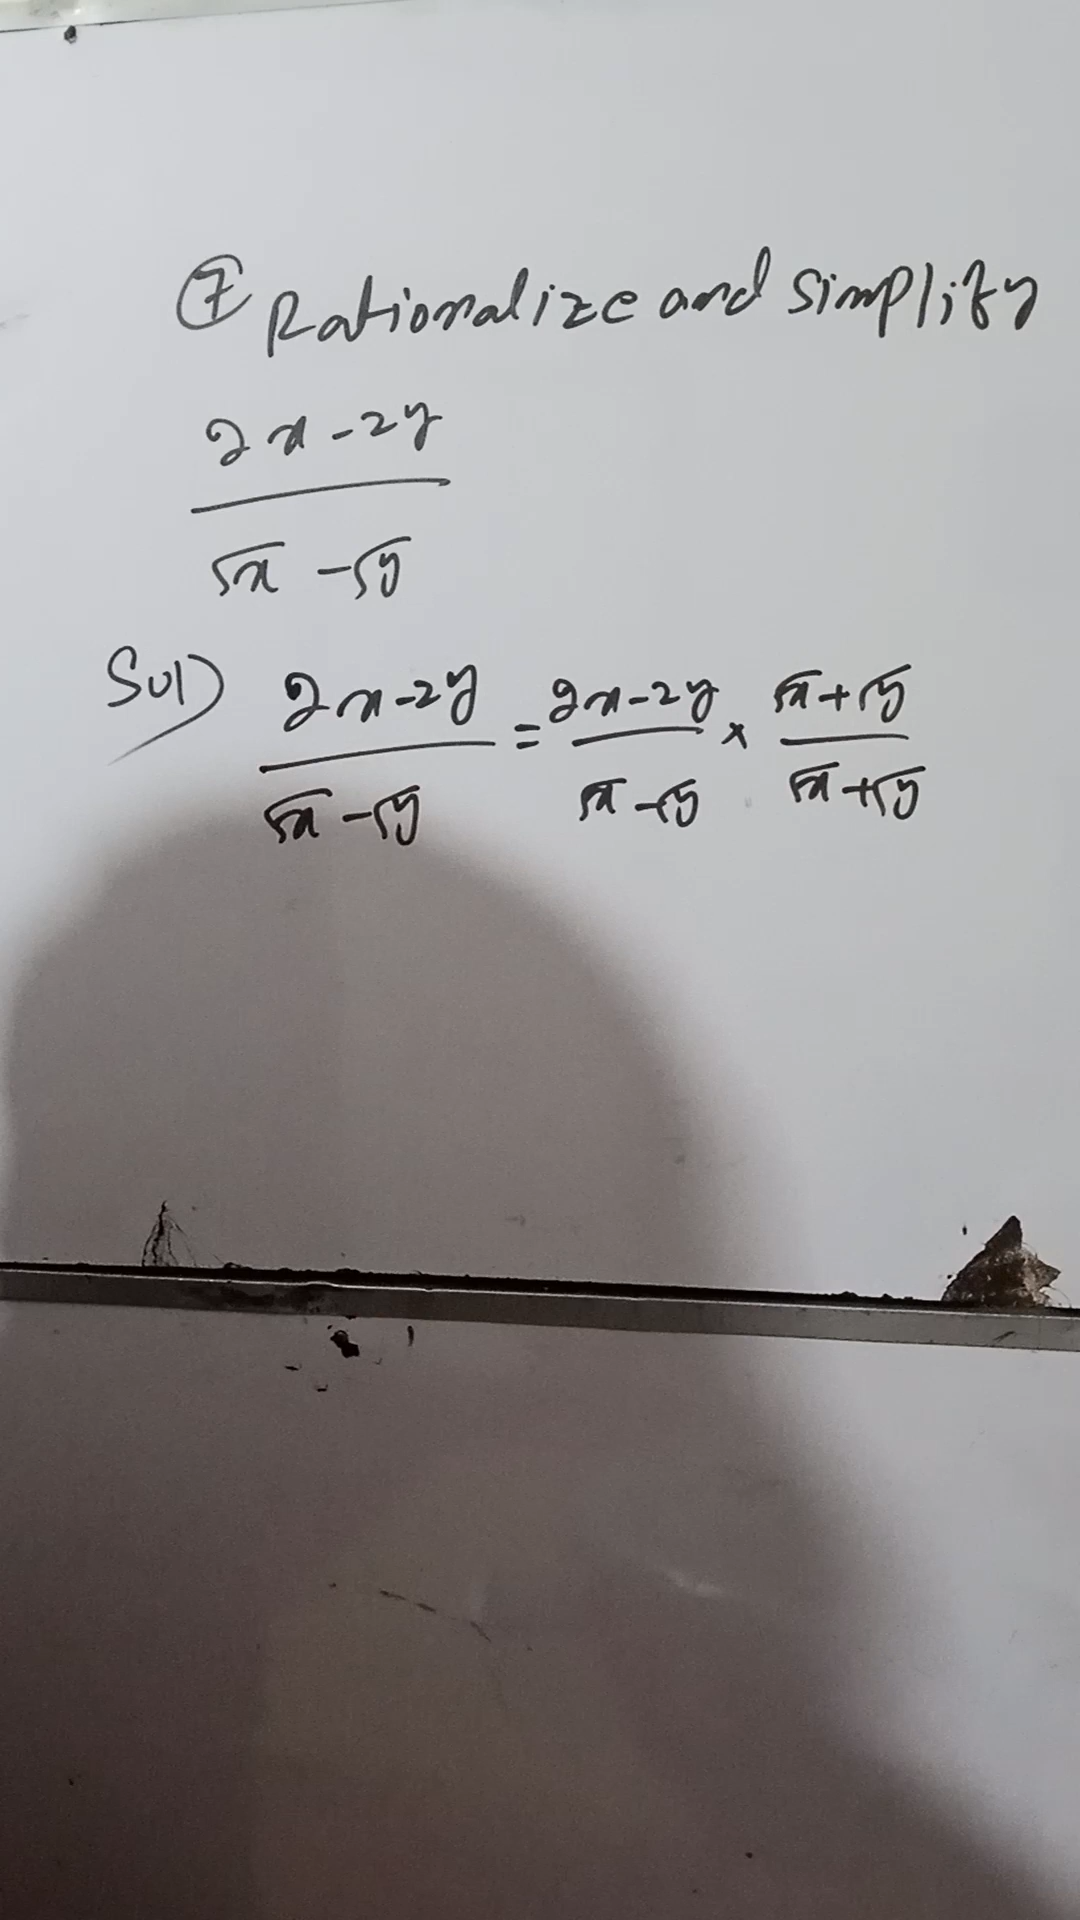 ⑦ Rationalize and simplify
2x-2y
√x -√y
Sol) 2x-2y = 2x-2y × √x+√y
√x -√y √x -√y √x +√y